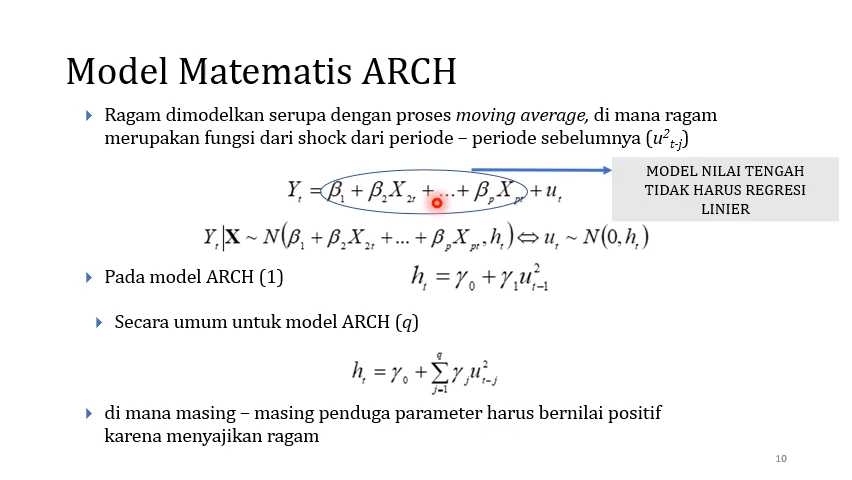 Model Matematis ARCH
Ragam dimodelkan serupa dengan proses moving average, di mana ragam
merupakan fungsi dari shock dari periode – periode sebelumnya (u²ₜ₋ⱼ)
MODEL NILAI TENGAH
TIDAK HARUS REGRESI
LINIER
Yₜ = β₁ + β₂X₂ₜ + ... + βₚXₚₜ + uₜ
Yₜ|X ~ N(β₁ + β₂X₂ₜ + ... + βₚXₚₜ, hₜ) ⇔ uₜ ~ N(0, hₜ)
Pada model ARCH (1) hₜ = γ₀ + γ₁u²ₜ₋₁
Secara umum untuk model ARCH (q)
hₜ = γ₀ + ∑_{j=1}^{q} γⱼu²ₜ₋ⱼ
di mana masing – masing penduga parameter harus bernilai positif
karena menyajikan ragam
10